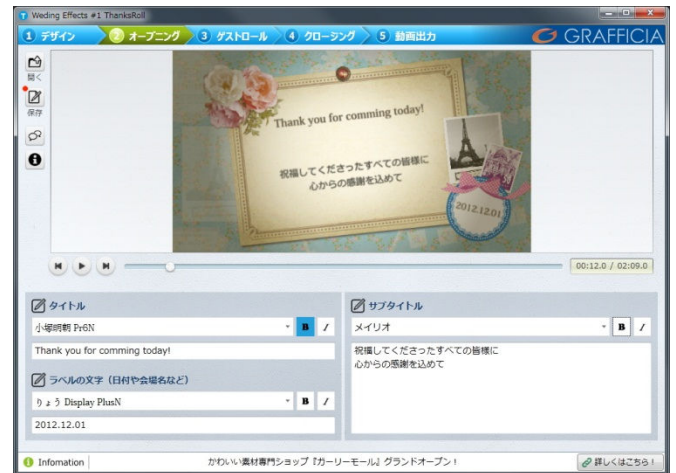 Weding Effects #1 ThanksRoll
1 デザイン
2 オープニング
3 ゲストロール
4 クロージング
5 動画出力
GRAFFICIA
開く
保存
Thank you for comming today!
祝福してくださったすべての皆様に
心からの感謝を込めて
2012.12.01
00:12.0 / 02:09.0
タイトル
小塚明朝 Pr6N
B I
Thank you for comming today!
ラベルの文字（日付や会場名など）
りょう Display PlusN
B I
2012.12.01
サブタイトル
メイリオ
B I
祝福してくださったすべての皆様に
心からの感謝を込めて
Infomation
かわいい素材専門ショップ『ガーリーモール』グランドオープン！
詳しくはこちら！